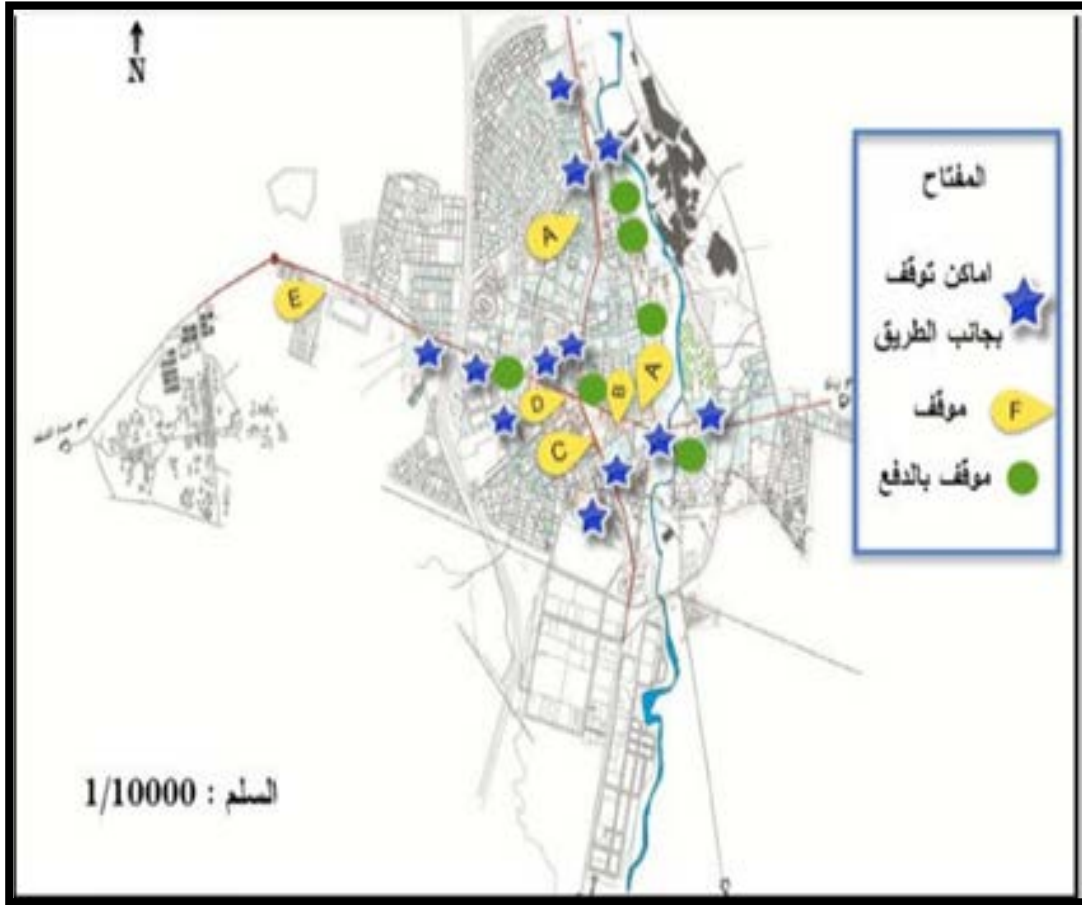 N
المفتاح
اماكن توقف
بجانب الطريق
موقف
F
موقف بالدفع
A
E
A
B
D
C
السلم : 1/10000